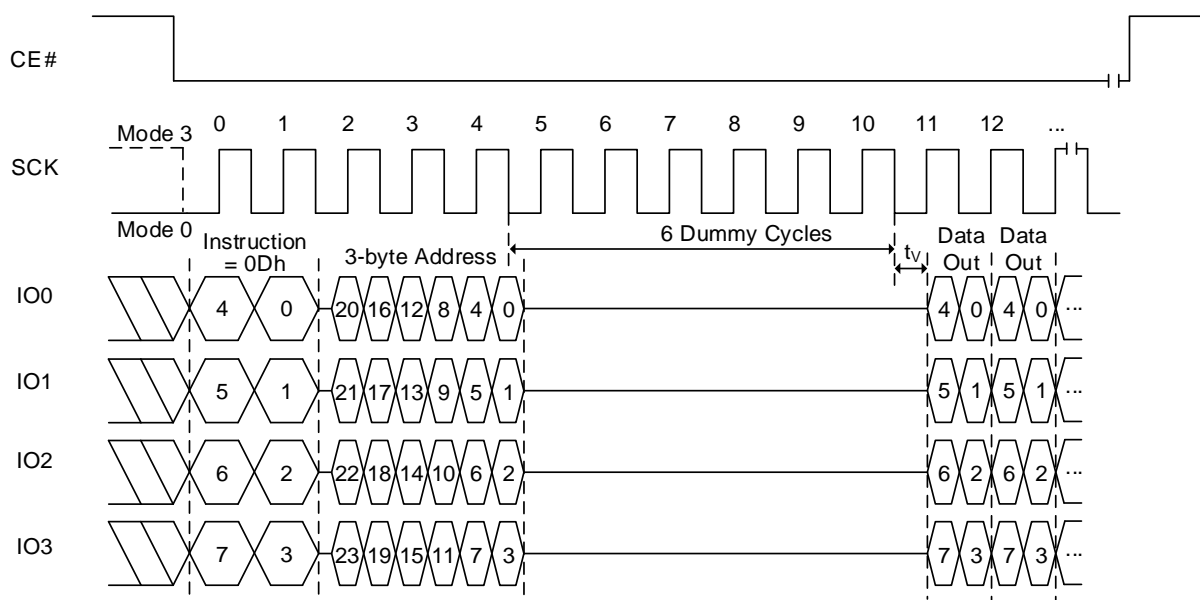 CE#
Mode 3
0 1 2 3 4 5 6 7 8 9 10 11 12 ...
SCK
Mode 0
Instruction
= 0Dh
3-byte Address
6 Dummy Cycles
tV
Data
Out
Data
Out
IO0
4 0 20 16 12 8 4 0 4 0 4 0 ...
IO1
5 1 21 17 13 9 5 1 5 1 5 1 ...
IO2
6 2 22 18 14 10 6 2 6 2 6 2 ...
IO3
7 3 23 19 15 11 7 3 7 3 7 3 ...